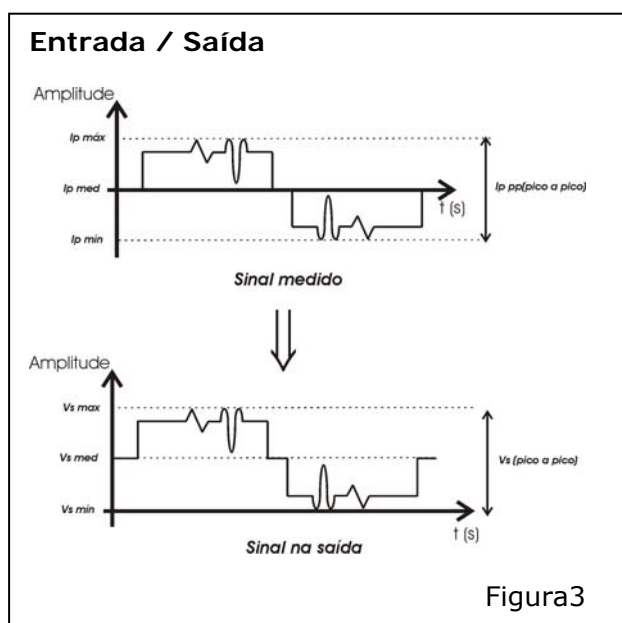 Entrada / Saída
Amplitude
Ip máx
Ip med
Ip min
t (s)
Ip pp(pico a pico)
Sinal medido
Amplitude
Vs max
Vs med
Vs min
t (s)
Vs (pico a pico)
Sinal na saída
Figura3